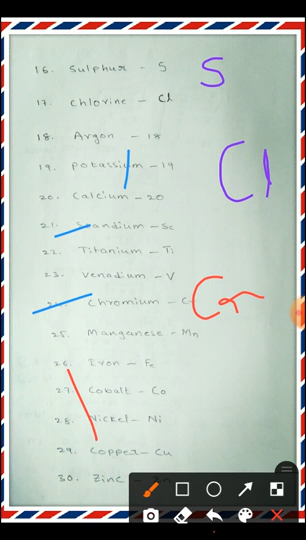 16. Sulphur - S
S
17. Chlorine - Cl
18. Argon - 18
19. Potassium - 19
Cl
20. Calcium - 20
21. Scandium - Sc
22. Titanium - Ti
23. Venadium - V
Chromium - C
Cr
25. Manganese - Mn
26. Iron - Fe
27. Cobalt - Co
28. Nickel - Ni
29. Copper - Cu
30. Zinc